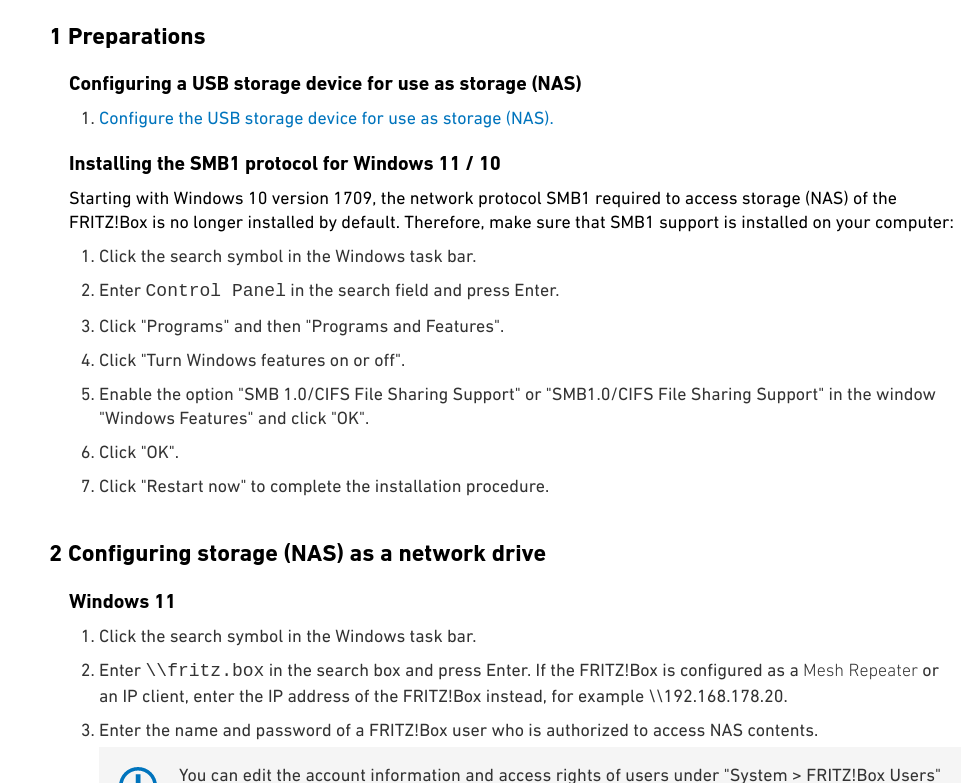 1 Preparations
Configuring a USB storage device for use as storage (NAS)
1. Configure the USB storage device for use as storage (NAS).
Installing the SMB1 protocol for Windows 11 / 10
Starting with Windows 10 version 1709, the network protocol SMB1 required to access storage (NAS) of the
FRITZ!Box is no longer installed by default. Therefore, make sure that SMB1 support is installed on your computer:
1. Click the search symbol in the Windows task bar.
2. Enter Control Panel in the search field and press Enter.
3. Click "Programs" and then "Programs and Features".
4. Click "Turn Windows features on or off".
5. Enable the option "SMB 1.0/CIFS File Sharing Support" or "SMB1.0/CIFS File Sharing Support" in the window
"Windows Features" and click "OK".
6. Click "OK".
7. Click "Restart now" to complete the installation procedure.
2 Configuring storage (NAS) as a network drive
Windows 11
1. Click the search symbol in the Windows task bar.
2. Enter \\fritz.box in the search box and press Enter. If the FRITZ!Box is configured as a Mesh Repeater or
an IP client, enter the IP address of the FRITZ!Box instead, for example \\192.168.178.20.
3. Enter the name and password of a FRITZ!Box user who is authorized to access NAS contents.
You can edit the account information and access rights of users under "System > FRITZ!Box Users"